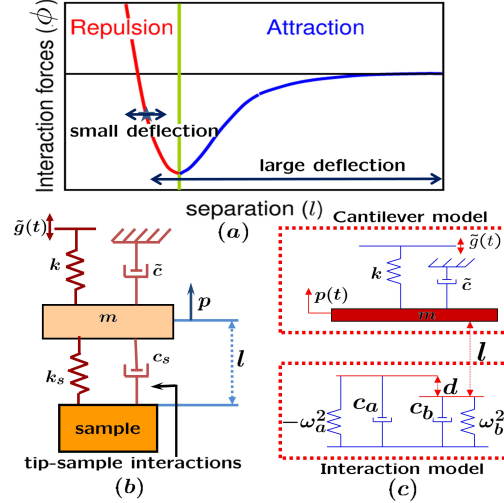 Interaction forces (ϕ)
Repulsion
Attraction
small deflection
large deflection
separation (l)
(a)
g̃(t)
k
c̃
m
p
k_s
c_s
l
sample
tip-sample interactions
(b)
Cantilever model
g̃(t)
k
c̃
p(t)
m
l
d
-ω_a^2
c_a
c_b
ω_b^2
Interaction model
(c)